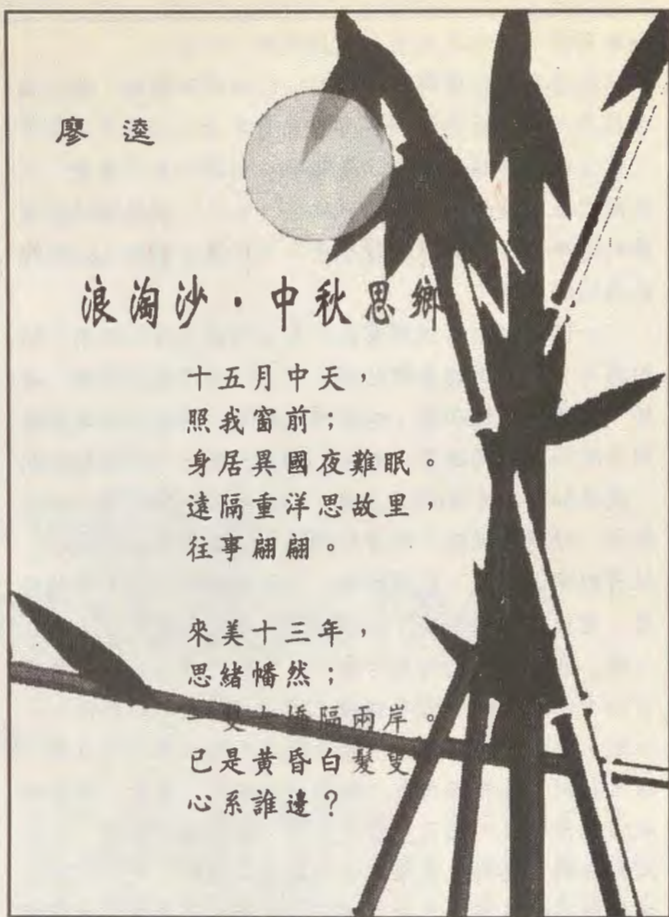 廖逵
浪淘沙·中秋思鄉
十五月中天，
照我窗前；
身居異國夜難眠。
遠隔重洋思故里，
往事翩翩。
來美十三年，
思緒幡然；
一隔兩岸。
已是黃昏白髮叟
心系誰邊？